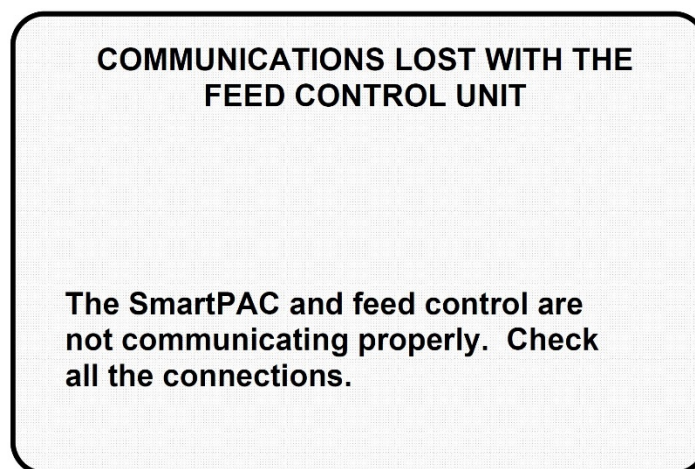 COMMUNICATIONS LOST WITH THE
FEED CONTROL UNIT
The SmartPAC and feed control are
not communicating properly.  Check
all the connections.